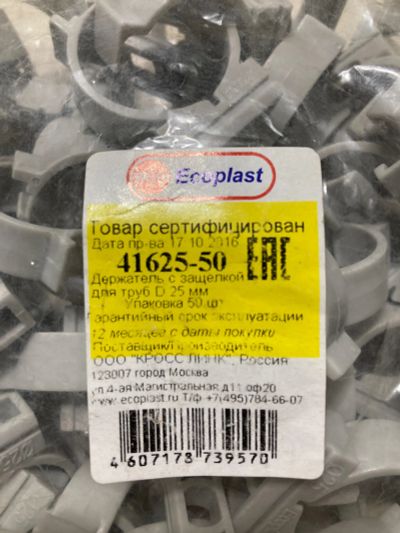 Ecoplast
Товар сертифицирован
Дата пр-ва 17 10 2016
41625-50
EAC
Держатель с защелкой
для труб D 25 мм
Упаковка 50 шт
Гарантийный срок эксплуатации
12 месяцев с даты покупки
Поставщик/производитель
ООО "КРОСС ЛИНК", Россия
123007 город Москва
ул 4-ая Магистральная д11 оф20
www.ecoplast.ru Т/ф +7(495)784-66-07
4 607178 739570